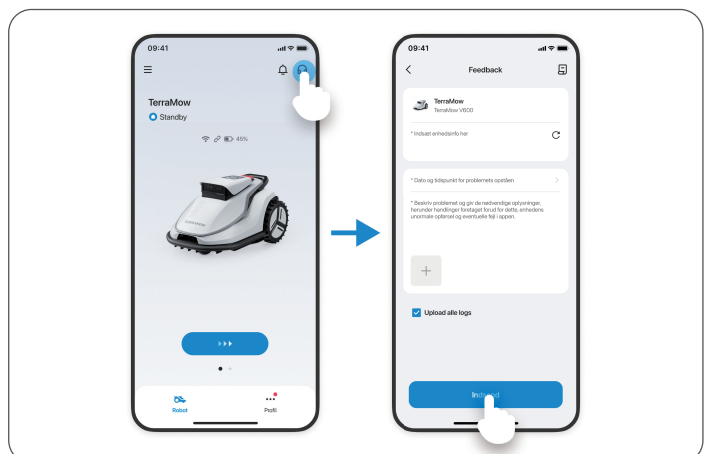 09:41
TerraMow
Standby
45%
Robot
Profil
09:41
Feedback
TerraMow
TerraMow V600
* Indsæt enhedsinfo her
* Dato og tidspunkt for problemets opståen
* Beskriv problemet og giv de nødvendige oplysninger,
herunder handlinger foretaget forud for dette, enhedens
unormale opførsel og eventuelle fejl i appen.
Upload alle logs